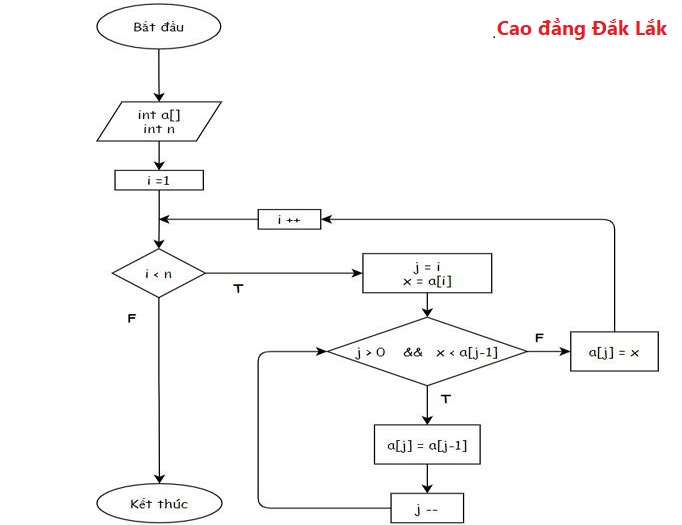 Bắt đầu
.Cao đẳng Đắk Lắk
int a[]
int n
i =1
i ++
i < n
T
j = i
x = a[i]
F
j > 0 && x < a[j-1]
F
a[j] = x
T
a[j] = a[j-1]
j --
Kết thúc